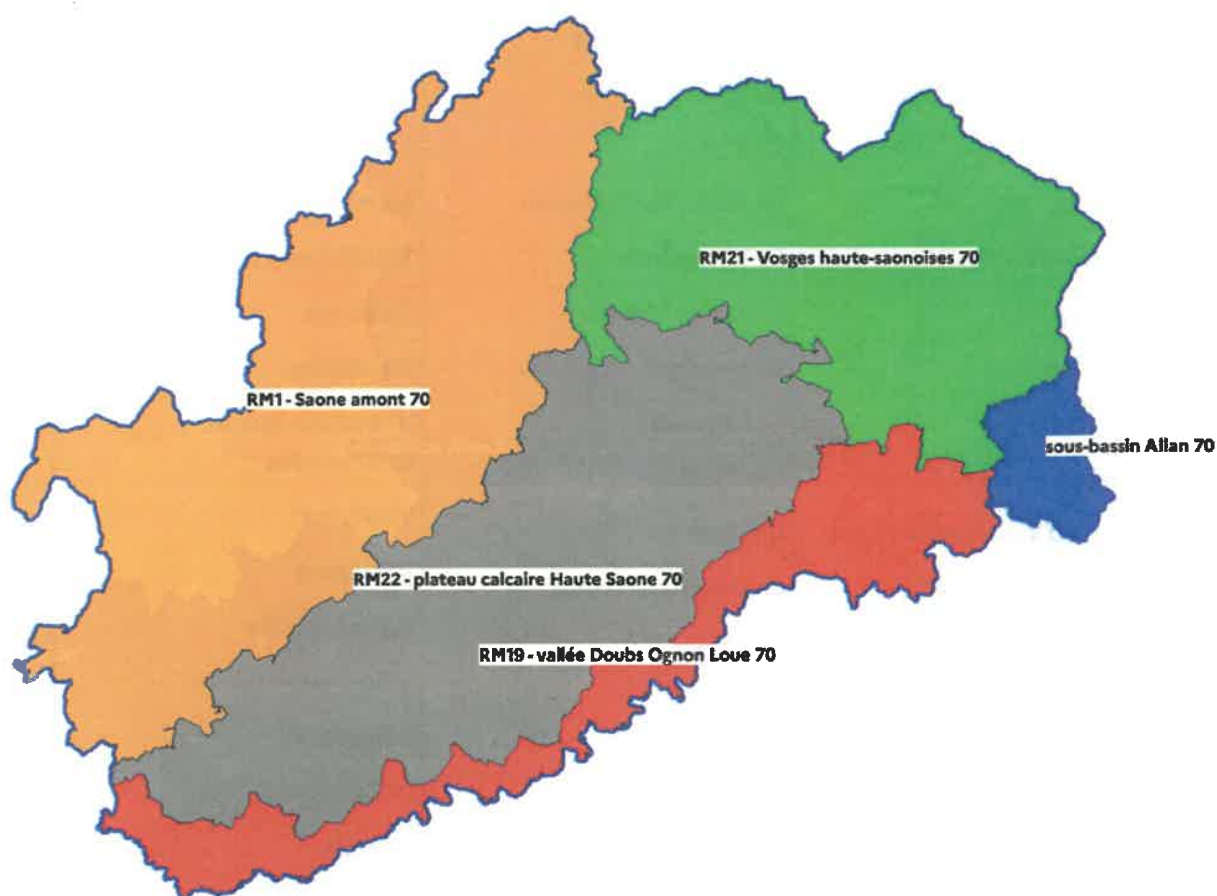 RM21 - Vosges haute-saonoises 70
RM1 - Saone amont 70
sous-bassin Allan 70
RM22 - plateau calcaire Haute Saone 70
RM19 - vallée Doubs Ognon Loue 70